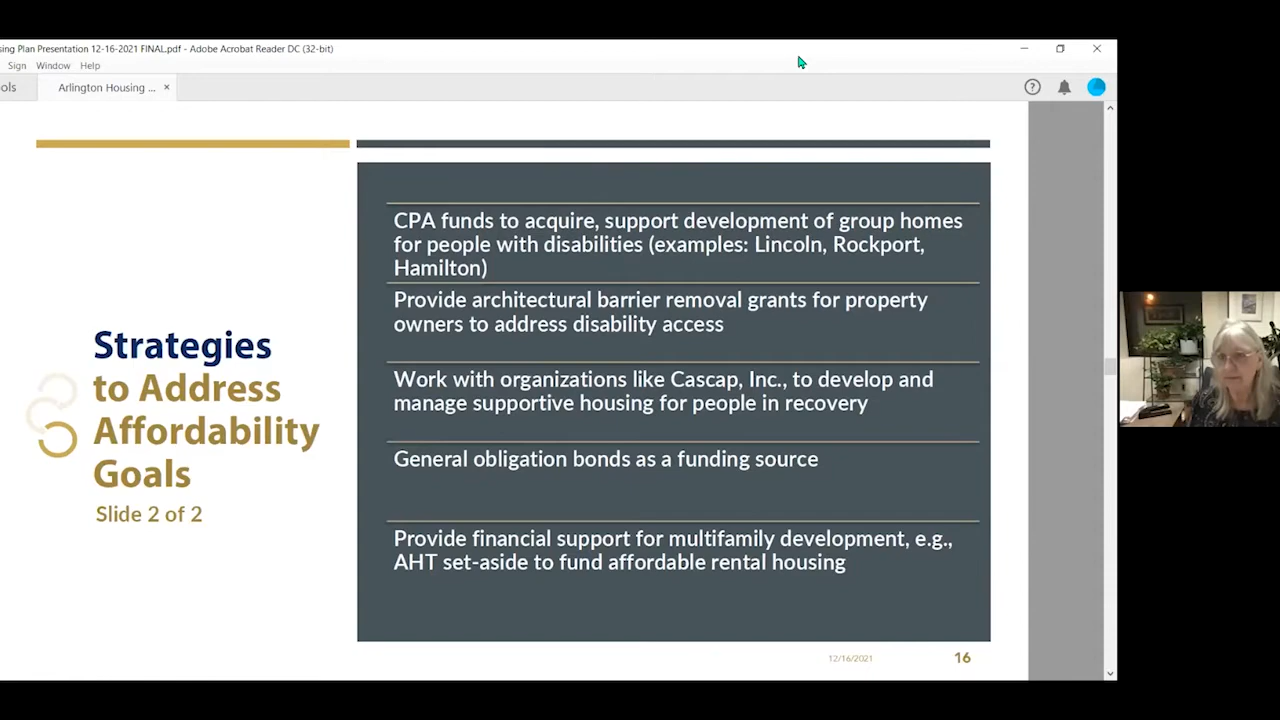 sing Plan Presentation 12-16-2021 FINAL.pdf - Adobe Acrobat Reader DC (32-bit)
Sign Window Help
ols
Arlington Housing ... ×
Strategies
to Address
Affordability
Goals
Slide 2 of 2
CPA funds to acquire, support development of group homes
for people with disabilities (examples: Lincoln, Rockport,
Hamilton)
Provide architectural barrier removal grants for property
owners to address disability access
Work with organizations like Cascap, Inc., to develop and
manage supportive housing for people in recovery
General obligation bonds as a funding source
Provide financial support for multifamily development, e.g.,
AHT set-aside to fund affordable rental housing
12/16/2021
16